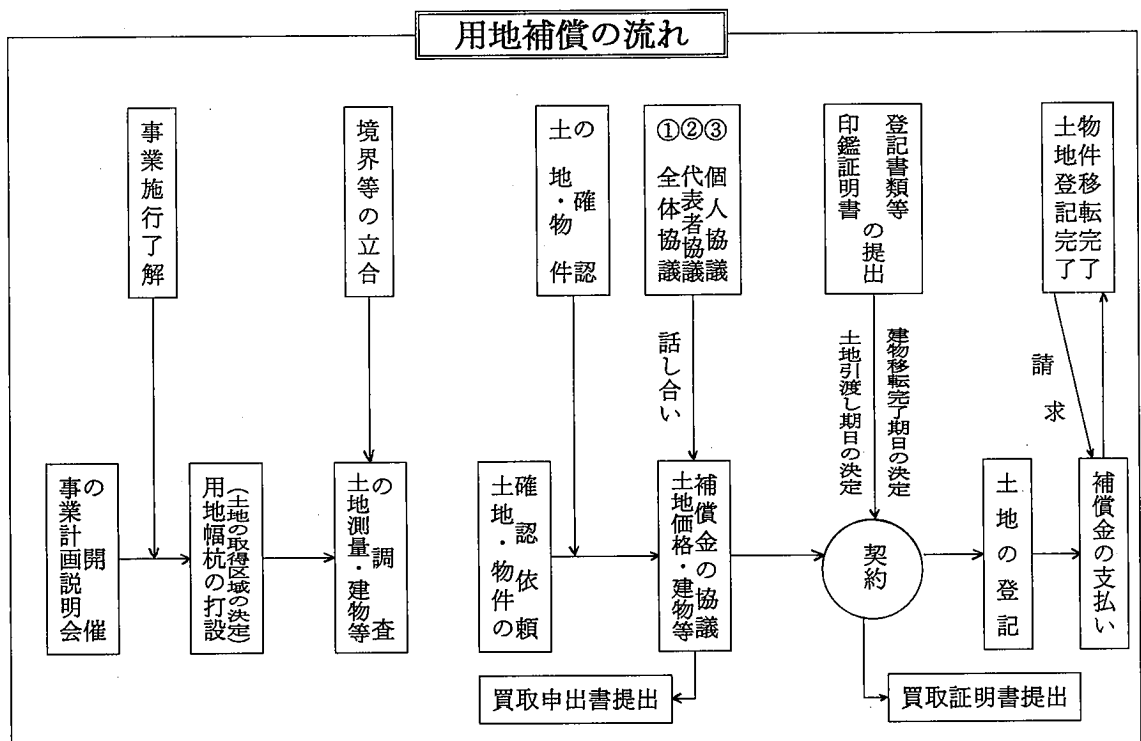 用地補償の流れ
事業施行了解
境界等の立合
土地・物件
の確認
①全体協議
②代表者協議
③個人協議
印鑑証明書
登記書類等
の提出
土地登記完了
物件移転完了
話し合い
土地引渡し期日の決定
建物移転完了期日の決定
請求
事業計画説明会
の開催
用地幅杭の打設
(土地の取得区域の決定)
土地測量・建物等
の調査
土地・物件の
確認依頼
土地価格・建物等
補償金の協議
契約
土地の登記
補償金の支払い
買取申出書提出
買取証明書提出